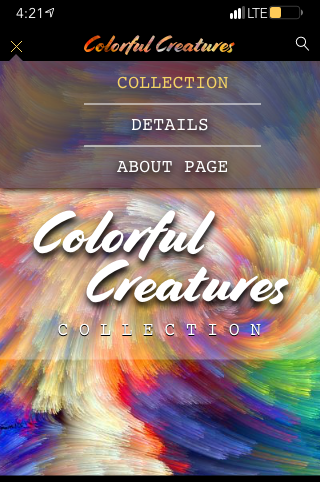 4:21
LTE
Colorful Creatures
COLLECTION
DETAILS
ABOUT PAGE
Colorful
Creatures
COLLECTION